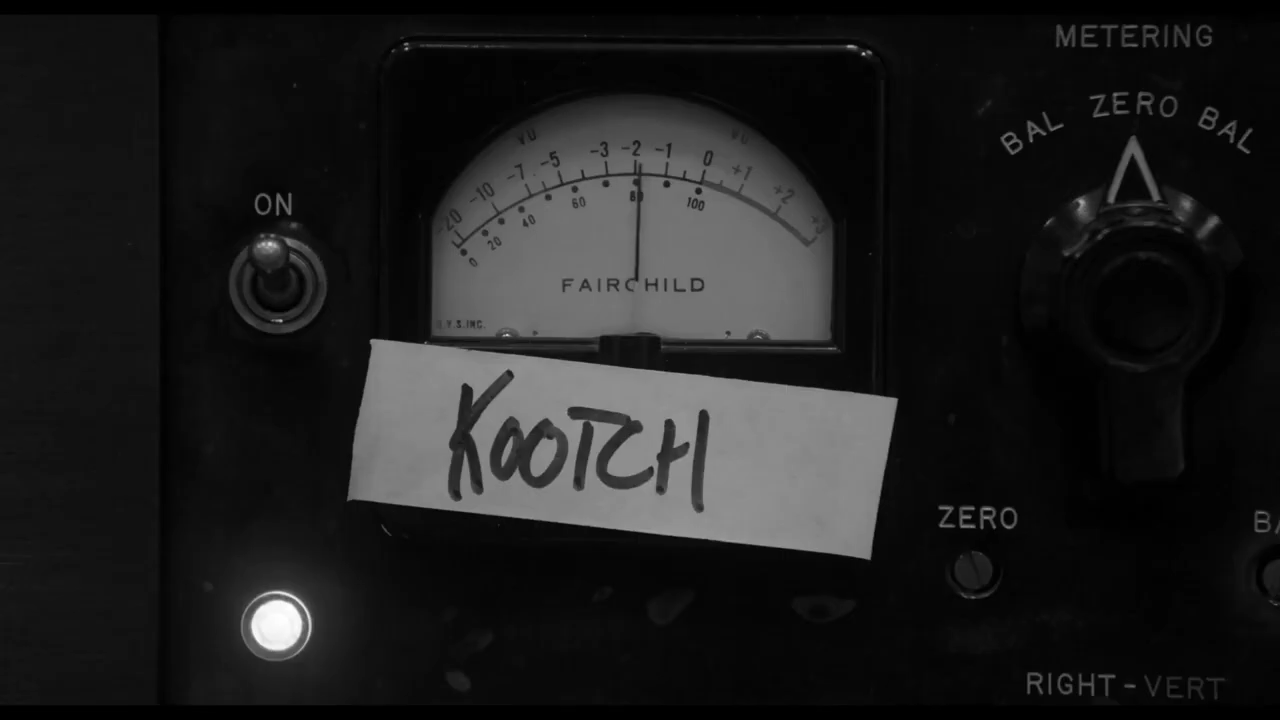 METERING
BAL ZERO BAL
ON
VU VU
-20 -10 -7 -5 -3 -2 -1 0 +1 +2 +3
0 20 40 60 80 100
FAIRCHILD
KOOTCH
ZERO
RIGHT-VERT